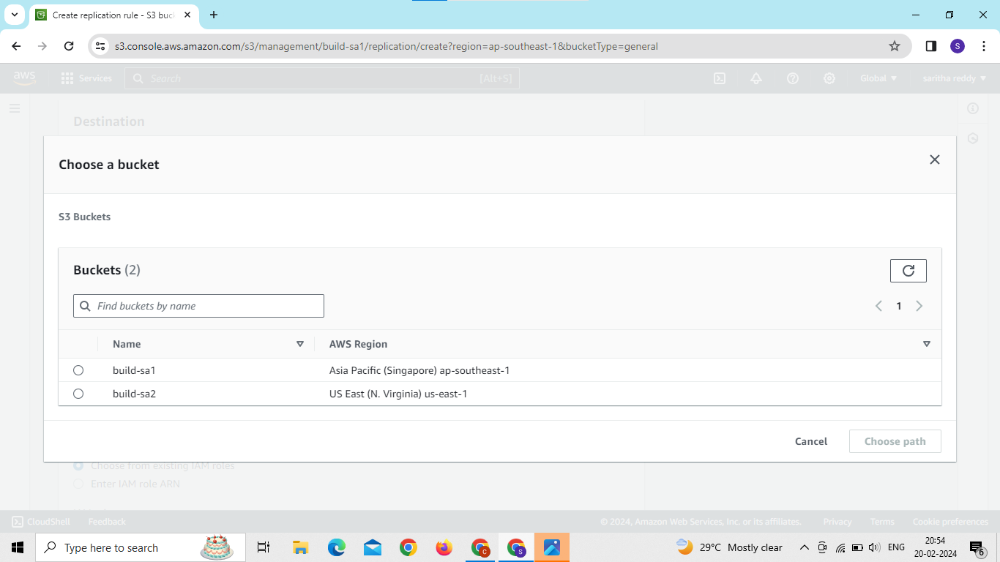 Create replication rule - S3 buc
s3.console.aws.amazon.com/s3/management/build-sa1/replication/create?region=ap-southeast-1&bucketType=general
S
aws
Services
Search
[Alt+S]
Global
saritha reddy
Destination
Choose a bucket
S3 Buckets
Buckets (2)
Find buckets by name
1
Name
AWS Region
build-sa1
Asia Pacific (Singapore) ap-southeast-1
build-sa2
US East (N. Virginia) us-east-1
Cancel
Choose path
Choose from existing IAM roles
Enter IAM role ARN
CloudShell
Feedback
© 2024, Amazon Web Services, Inc. or its affiliates.
Privacy
Terms
Cookie preferences
Type here to search
C
S
29°C Mostly clear
ENG
20:54
20-02-2024
6